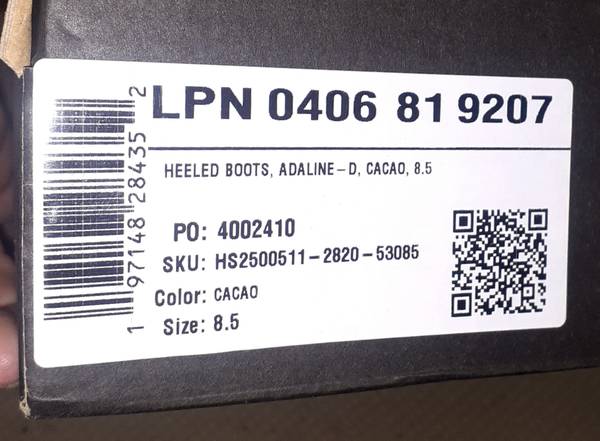 LPN 0406 81 9207
HEELED BOOTS, ADALINE-D, CACAO, 8.5
PO: 4002410
SKU: HS2500511-2820-53085
Color: CACAO
Size: 8.5
1 97148 28435 2